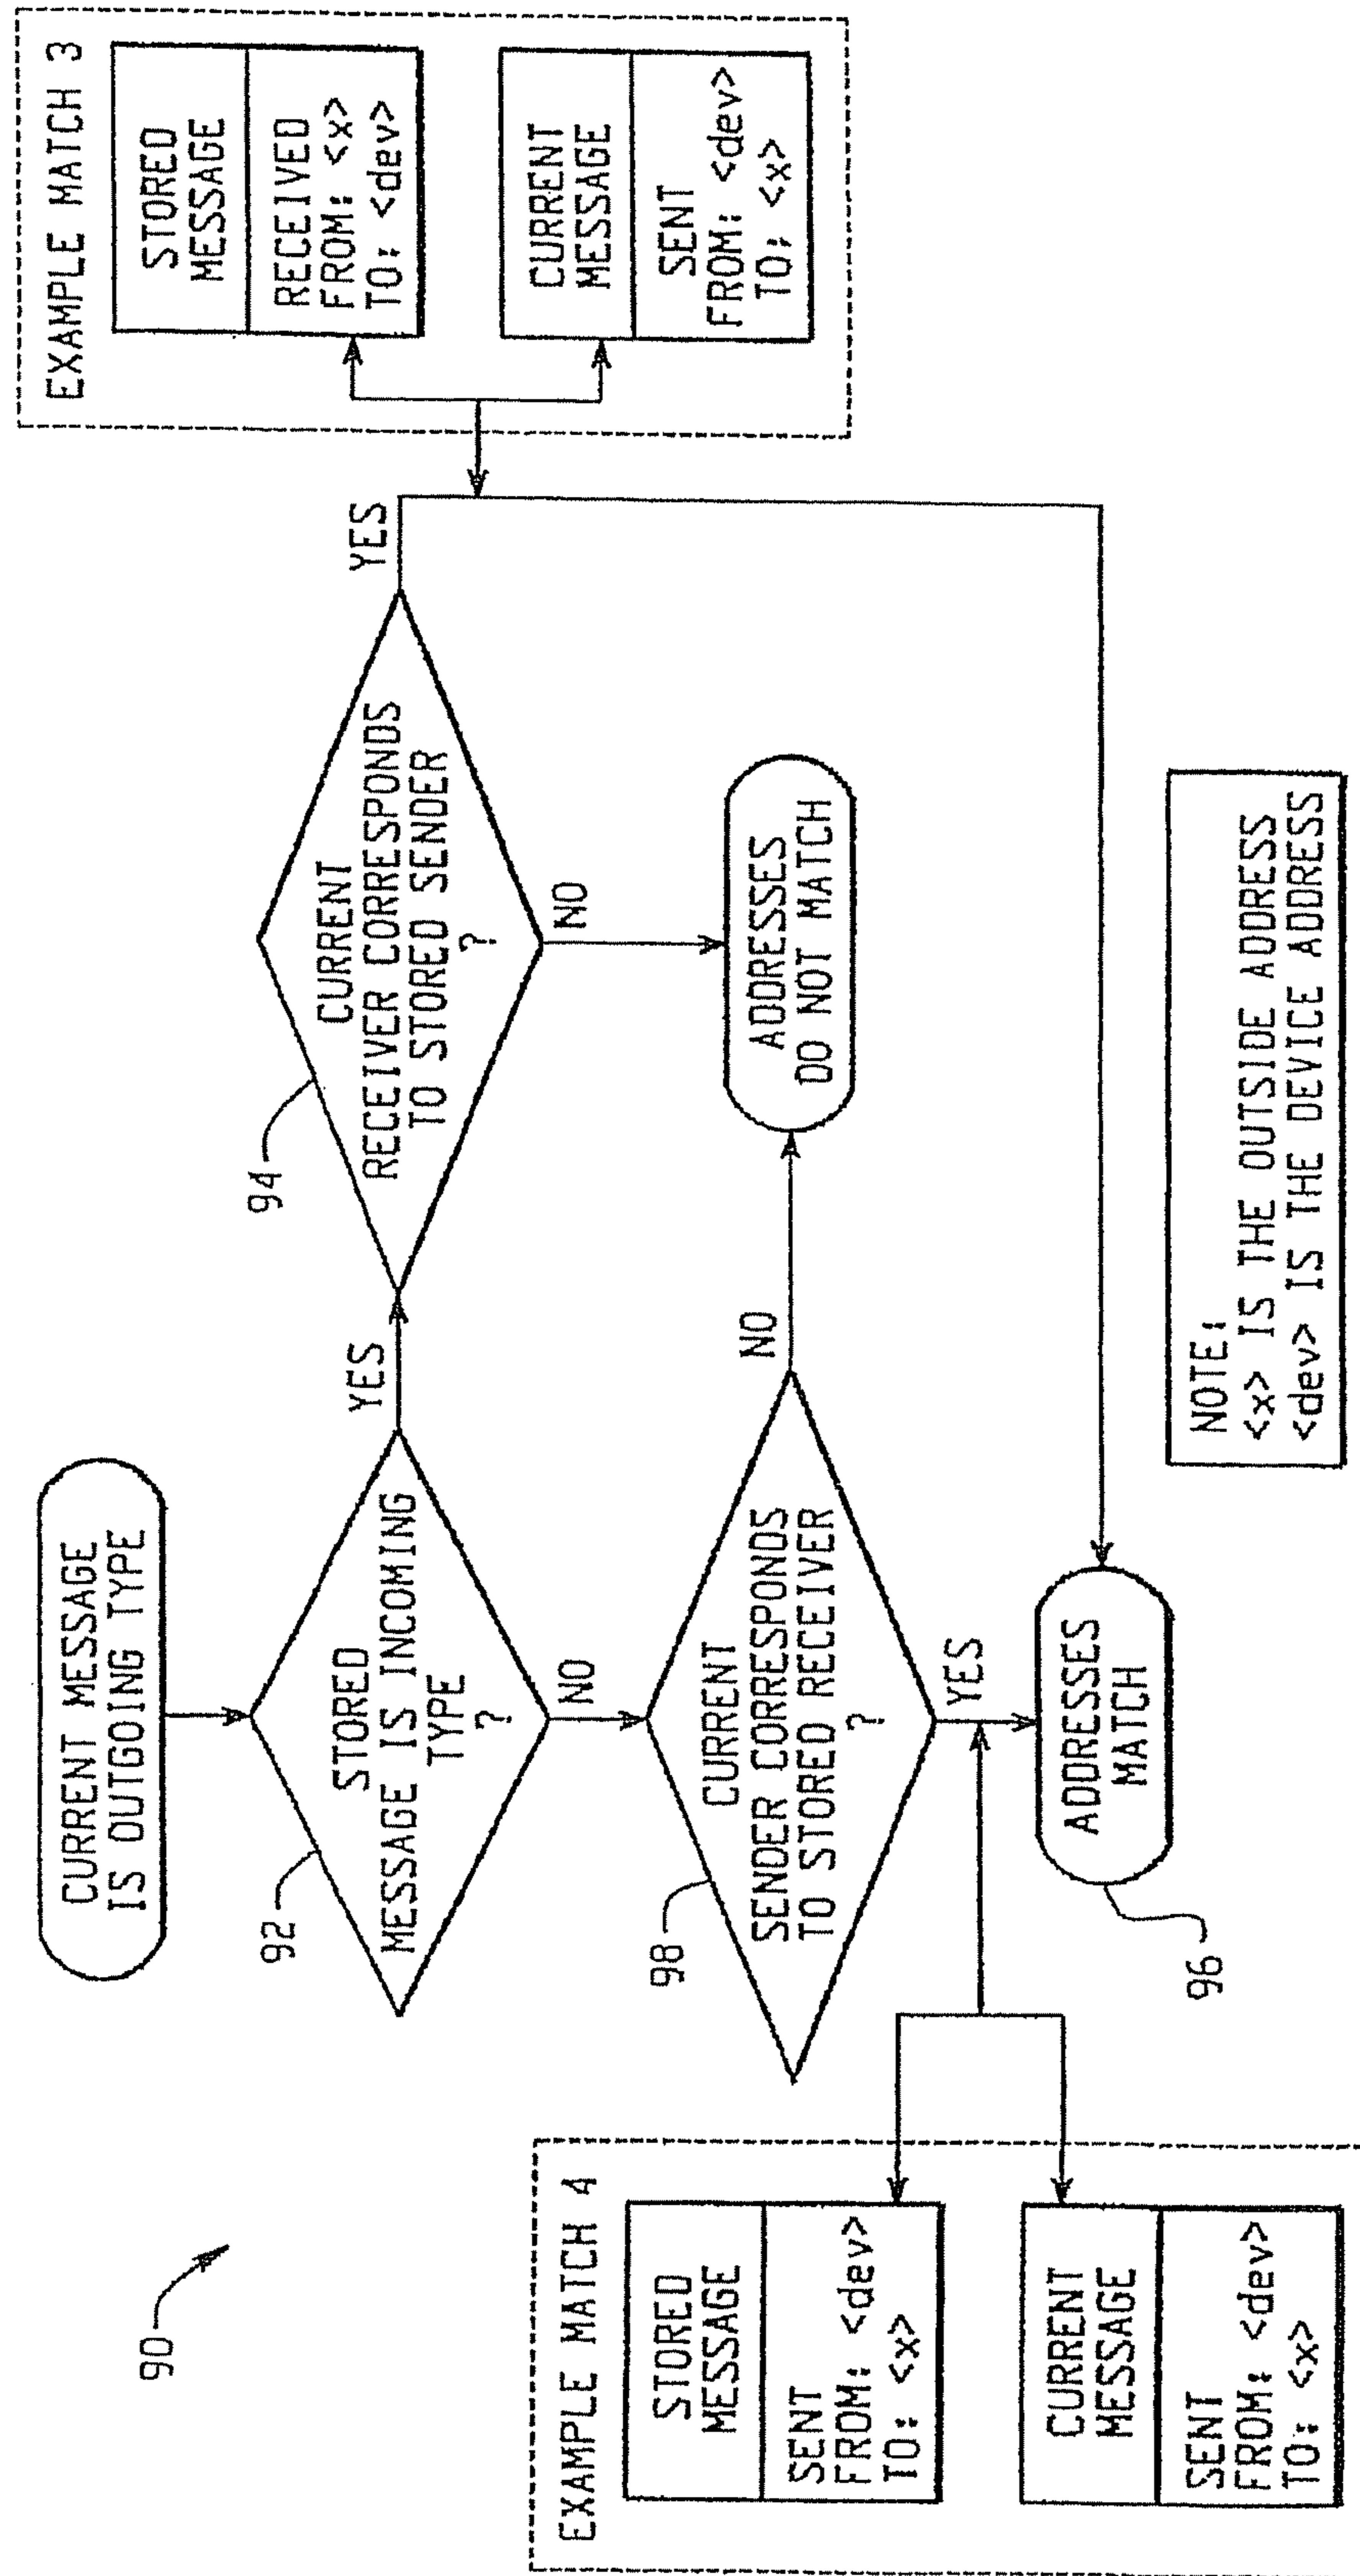 90
CURRENT MESSAGE
IS OUTGOING TYPE
92
STORED
MESSAGE IS INCOMING
TYPE
?
YES
NO
94
CURRENT
RECEIVER CORRESPONDS
TO STORED SENDER
?
YES
NO
EXAMPLE MATCH 3
STORED
MESSAGE
RECEIVED
FROM: <x>
TO: <dev>
CURRENT
MESSAGE
SENT
FROM: <dev>
TO: <x>
98
CURRENT
SENDER CORRESPONDS
TO STORED RECEIVER
?
NO
YES
ADDRESSES
DO NOT MATCH
EXAMPLE MATCH 4
STORED
MESSAGE
SENT
FROM: <dev>
TO: <x>
CURRENT
MESSAGE
SENT
FROM: <dev>
TO: <x>
ADDRESSES
MATCH
96
NOTE:
<x> IS THE OUTSIDE ADDRESS
<dev> IS THE DEVICE ADDRESS